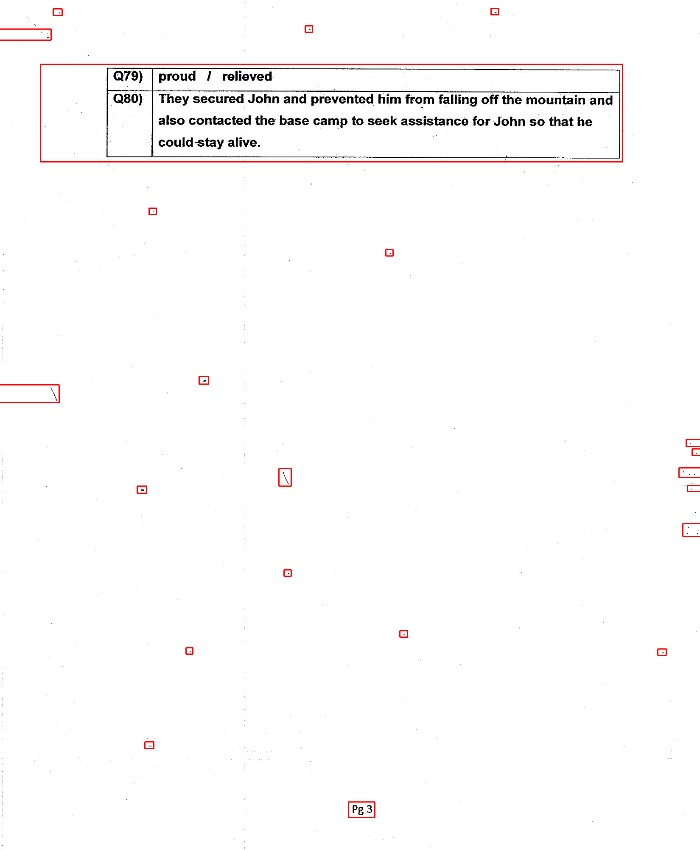 Q79) proud / relieved
Q80) They secured John and prevented him from falling off the mountain and
also contacted the base camp to seek assistance for John so that he
could stay alive.
Pg 3